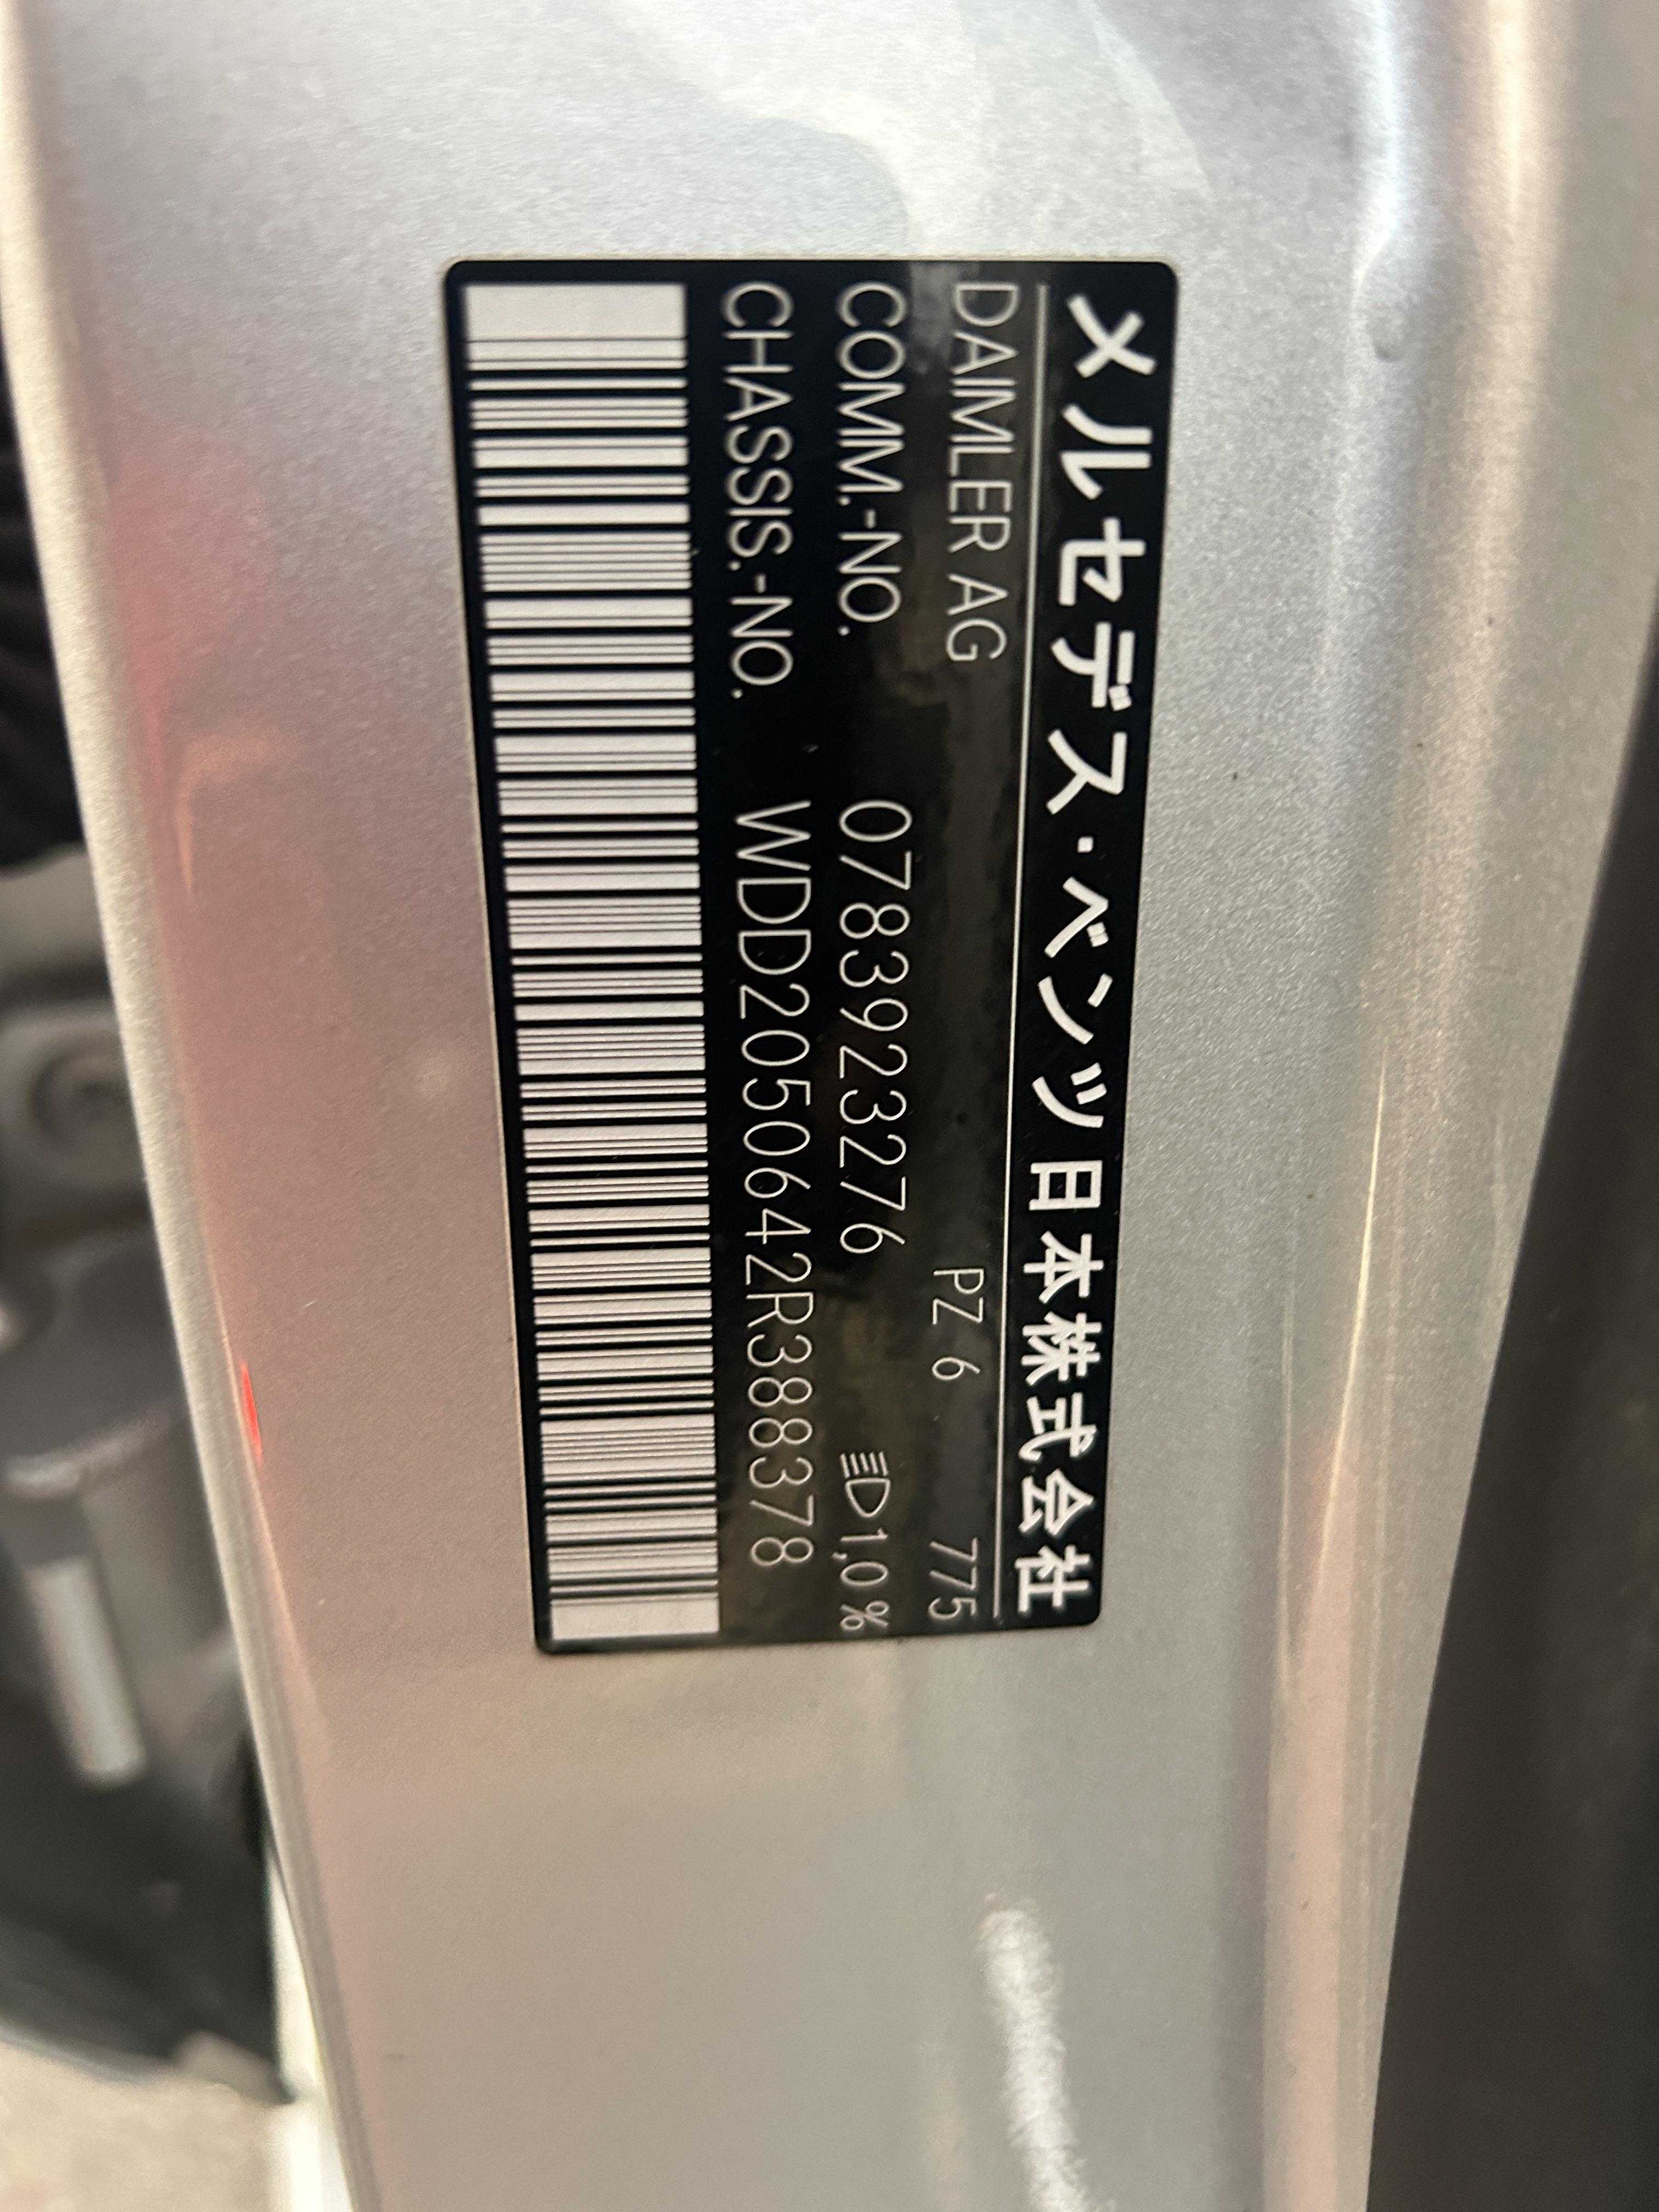 メルセデス・ベンツ日本株式会社
DAIMLER AG PZ 6 775
COMM.-NO. 0783923276 1,0 %
CHASSIS.-NO. WDD2050642R388378